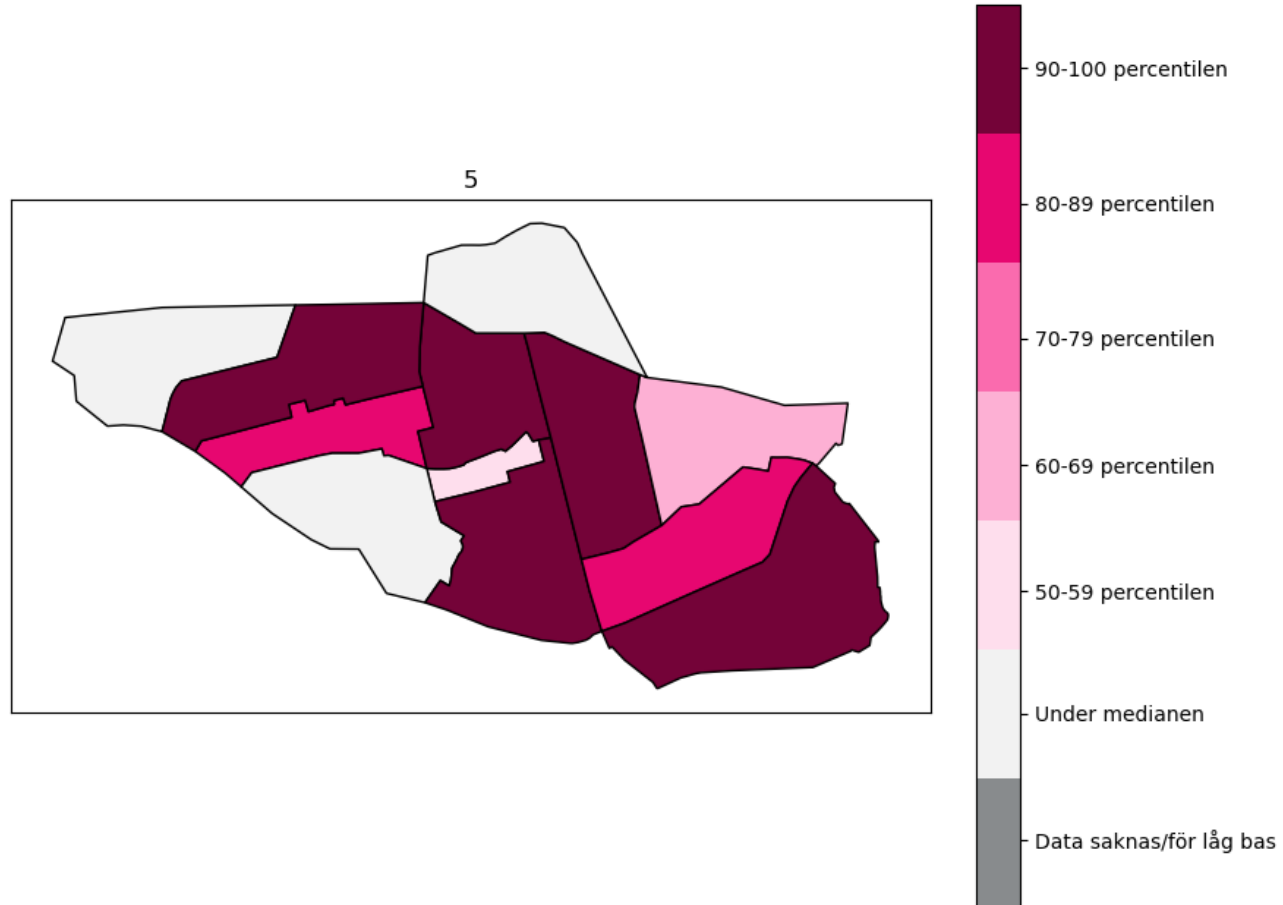 5
90-100 percentilen
80-89 percentilen
70-79 percentilen
60-69 percentilen
50-59 percentilen
Under medianen
Data saknas/för låg bas